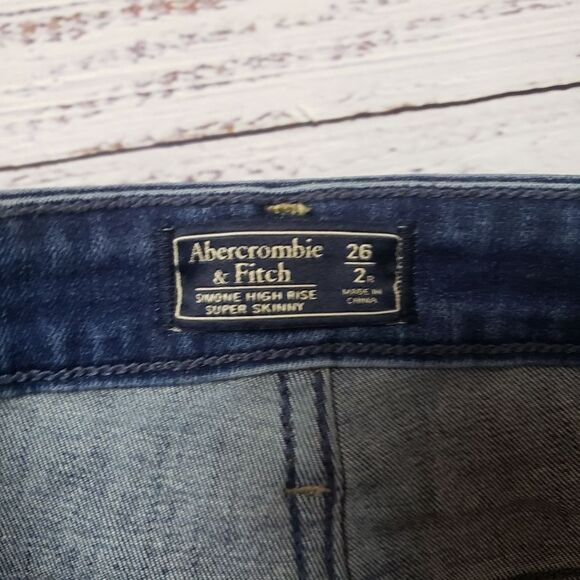 Abercrombie
& Fitch
SIMONE HIGH RISE
SUPER SKINNY
26
2R
MADE IN
CHINA